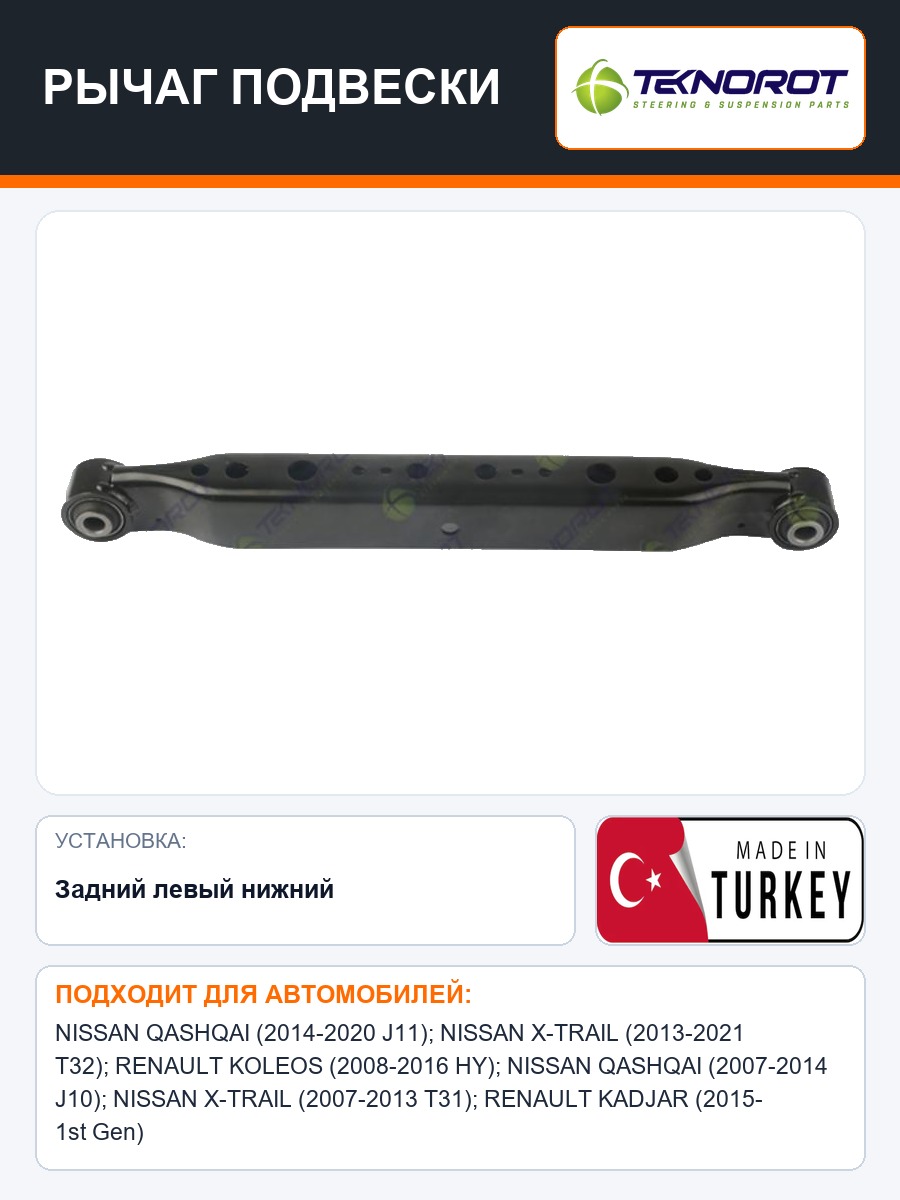 РЫЧАГ ПОДВЕСКИ
TEKNOROT
STEERING & SUSPENSION PARTS
УСТАНОВКА:
Задний левый нижний
MADE IN
TURKEY
ПОДХОДИТ ДЛЯ АВТОМОБИЛЕЙ:
NISSAN QASHQAI (2014-2020 J11); NISSAN X-TRAIL (2013-2021
T32); RENAULT KOLEOS (2008-2016 HY); NISSAN QASHQAI (2007-2014
J10); NISSAN X-TRAIL (2007-2013 T31); RENAULT KADJAR (2015-
1st Gen)